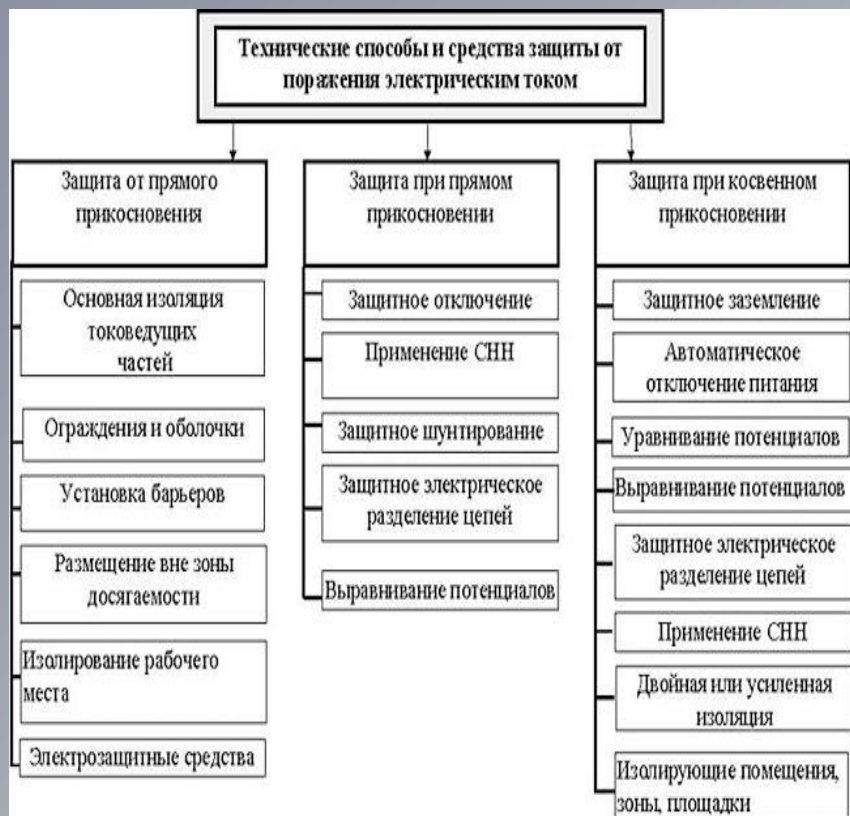 Технические способы и средства защиты от
поражения электрическим током
Защита от прямого
прикосновения
Основная изоляция
токоведущих
частей
Ограждения и оболочки
Установка барьеров
Размещение вне зоны
досягаемости
Изолирование рабочего
места
Электрозащитные средства
Защита при прямом
прикосновении
Защитное отключение
Применение СНН
Защитное шунтирование
Защитное электрическое
разделение цепей
Выравнивание потенциалов
Защита при косвенном
прикосновении
Защитное заземление
Автоматическое
отключение питания
Уравнивание потенциалов
Выравнивание потенциалов
Защитное электрическое
разделение цепей
Применение СНН
Двойная или усиленная
изоляция
Изолирующие помещения,
зоны, площадки